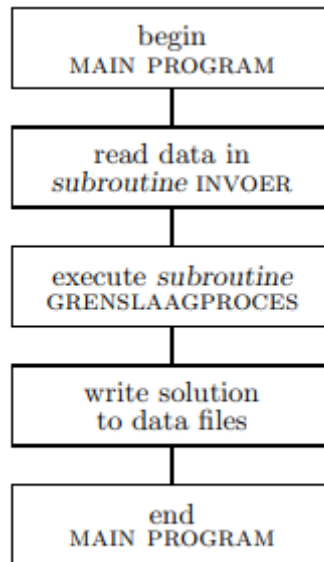 begin
MAIN PROGRAM
read data in
subroutine INVOER
execute subroutine
GRENSLAAGPROCES
write solution
to data files
end
MAIN PROGRAM